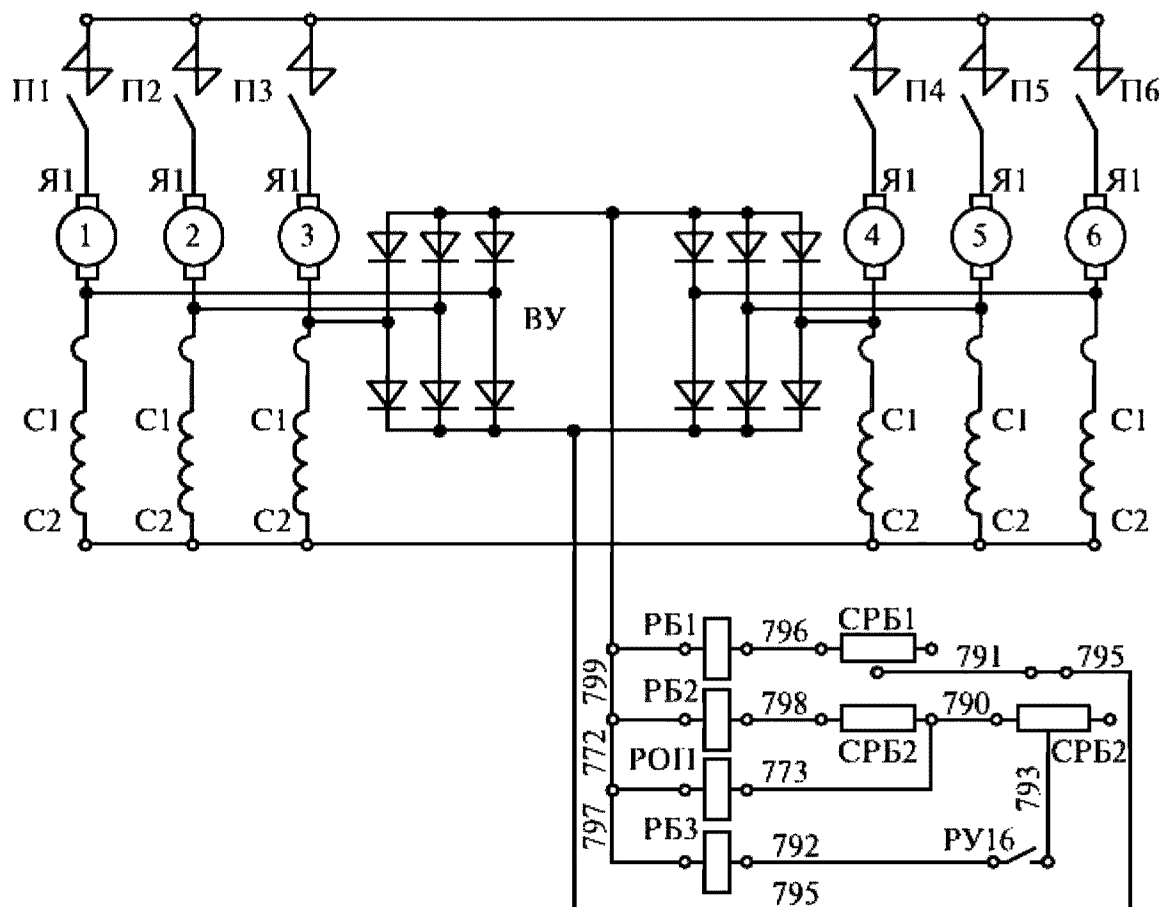 П1 П2 П3 П4 П5 П6
Я1 Я1 Я1 Я1 Я1 Я1
1 2 3 4 5 6
ВУ
С1 С1 С1 С1 С1 С1
С2 С2 С2 С2 С2 С2
РБ1 796 СРБ1
799 791 795
РБ2 798 790
772 СРБ2 СРБ2
РОП 773 793
797 РБ3 792 РУ16
795